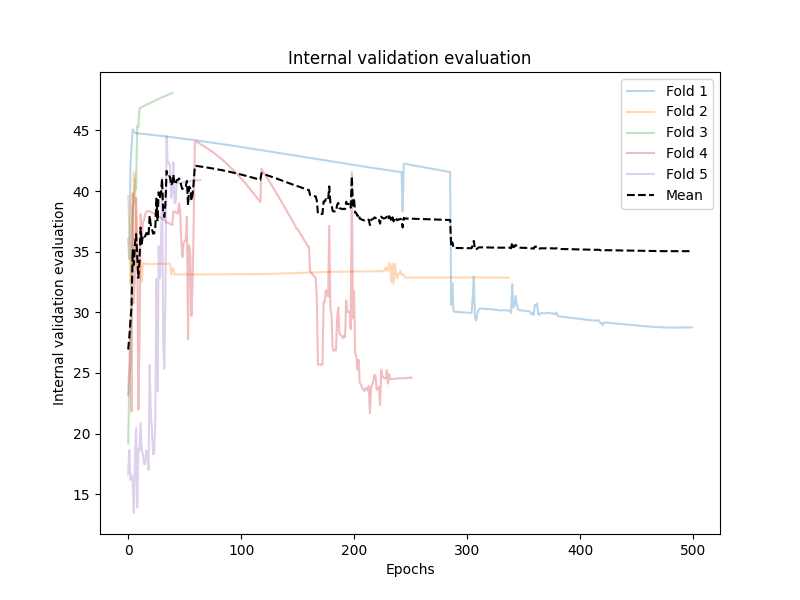 Internal validation evaluation
Internal validation evaluation
45
40
35
30
25
20
15
0
100
200
300
400
500
Epochs
Fold 1
Fold 2
Fold 3
Fold 4
Fold 5
Mean